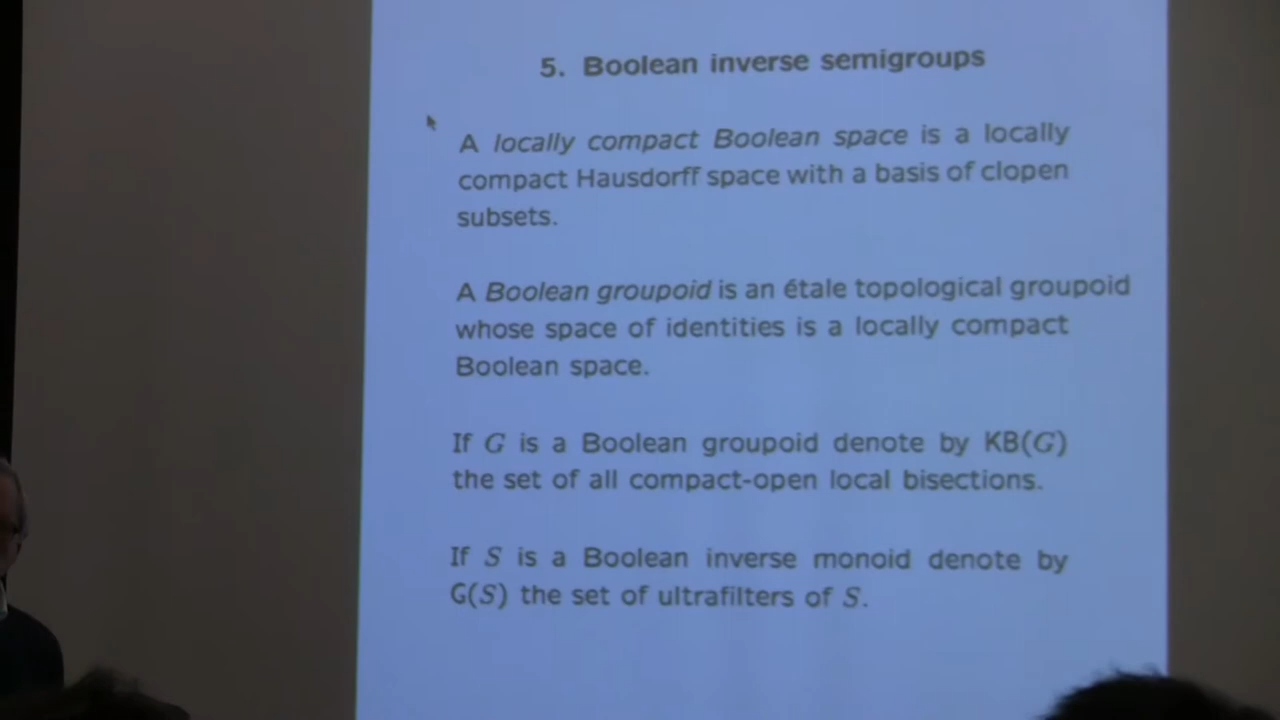 5. Boolean inverse semigroups
A locally compact Boolean space is a locally
compact Hausdorff space with a basis of clopen
subsets.
A Boolean groupoid is an étale topological groupoid
whose space of identities is a locally compact
Boolean space.
If G is a Boolean groupoid denote by KB(G)
the set of all compact-open local bisections.
If S is a Boolean inverse monoid denote by
G(S) the set of ultrafilters of S.